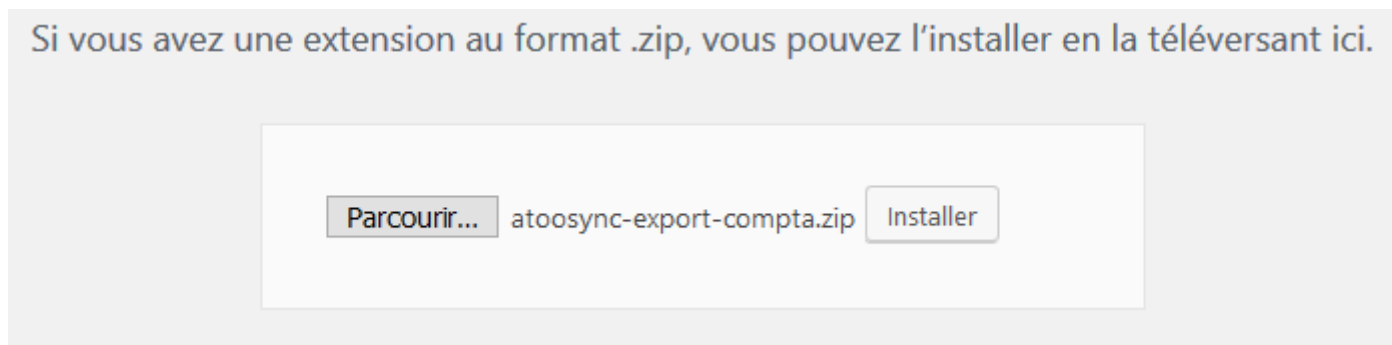 Si vous avez une extension au format .zip, vous pouvez l’installer en la téléversant ici.
Parcourir... atoosync-export-compta.zip Installer